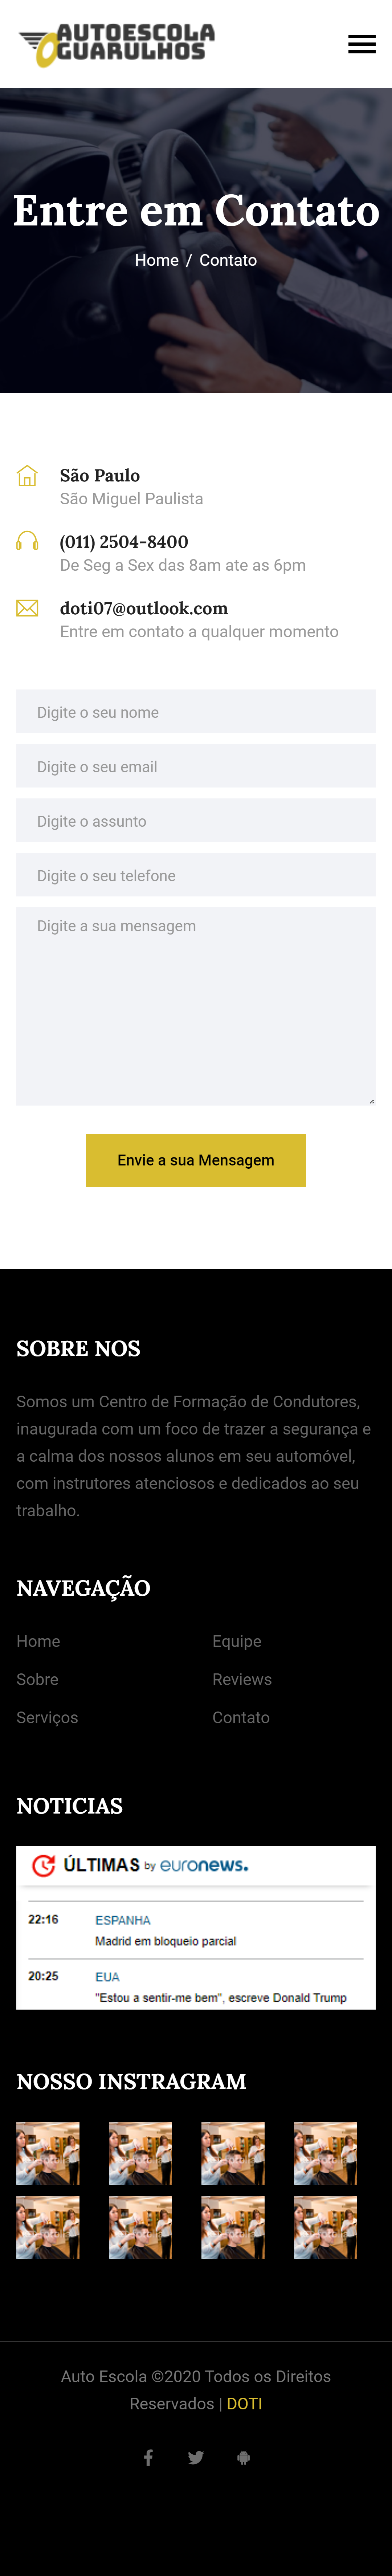 AUTOESCOLA
GUARULHOS
Entre em Contato
Home / Contato
São Paulo
São Miguel Paulista
(011) 2504-8400
De Seg a Sex das 8am ate as 6pm
doti07@outlook.com
Entre em contato a qualquer momento
Digite o seu nome
Digite o seu email
Digite o assunto
Digite o seu telefone
Digite a sua mensagem
Envie a sua Mensagem
SOBRE NOS
Somos um Centro de Formação de Condutores,
inaugurada com um foco de trazer a segurança e
a calma dos nossos alunos em seu automóvel,
com instrutores atenciosos e dedicados ao seu
trabalho.
NAVEGAÇÃO
Home Equipe
Sobre Reviews
Serviços Contato
NOTICIAS
ÚLTIMAS by euronews.
22:16 ESPANHA
Madrid em bloqueio parcial
20:25 EUA
"Estou a sentir-me bem", escreve Donald Trump
NOSSO INSTRAGRAM
Auto Escola ©2020 Todos os Direitos
Reservados | DOTI